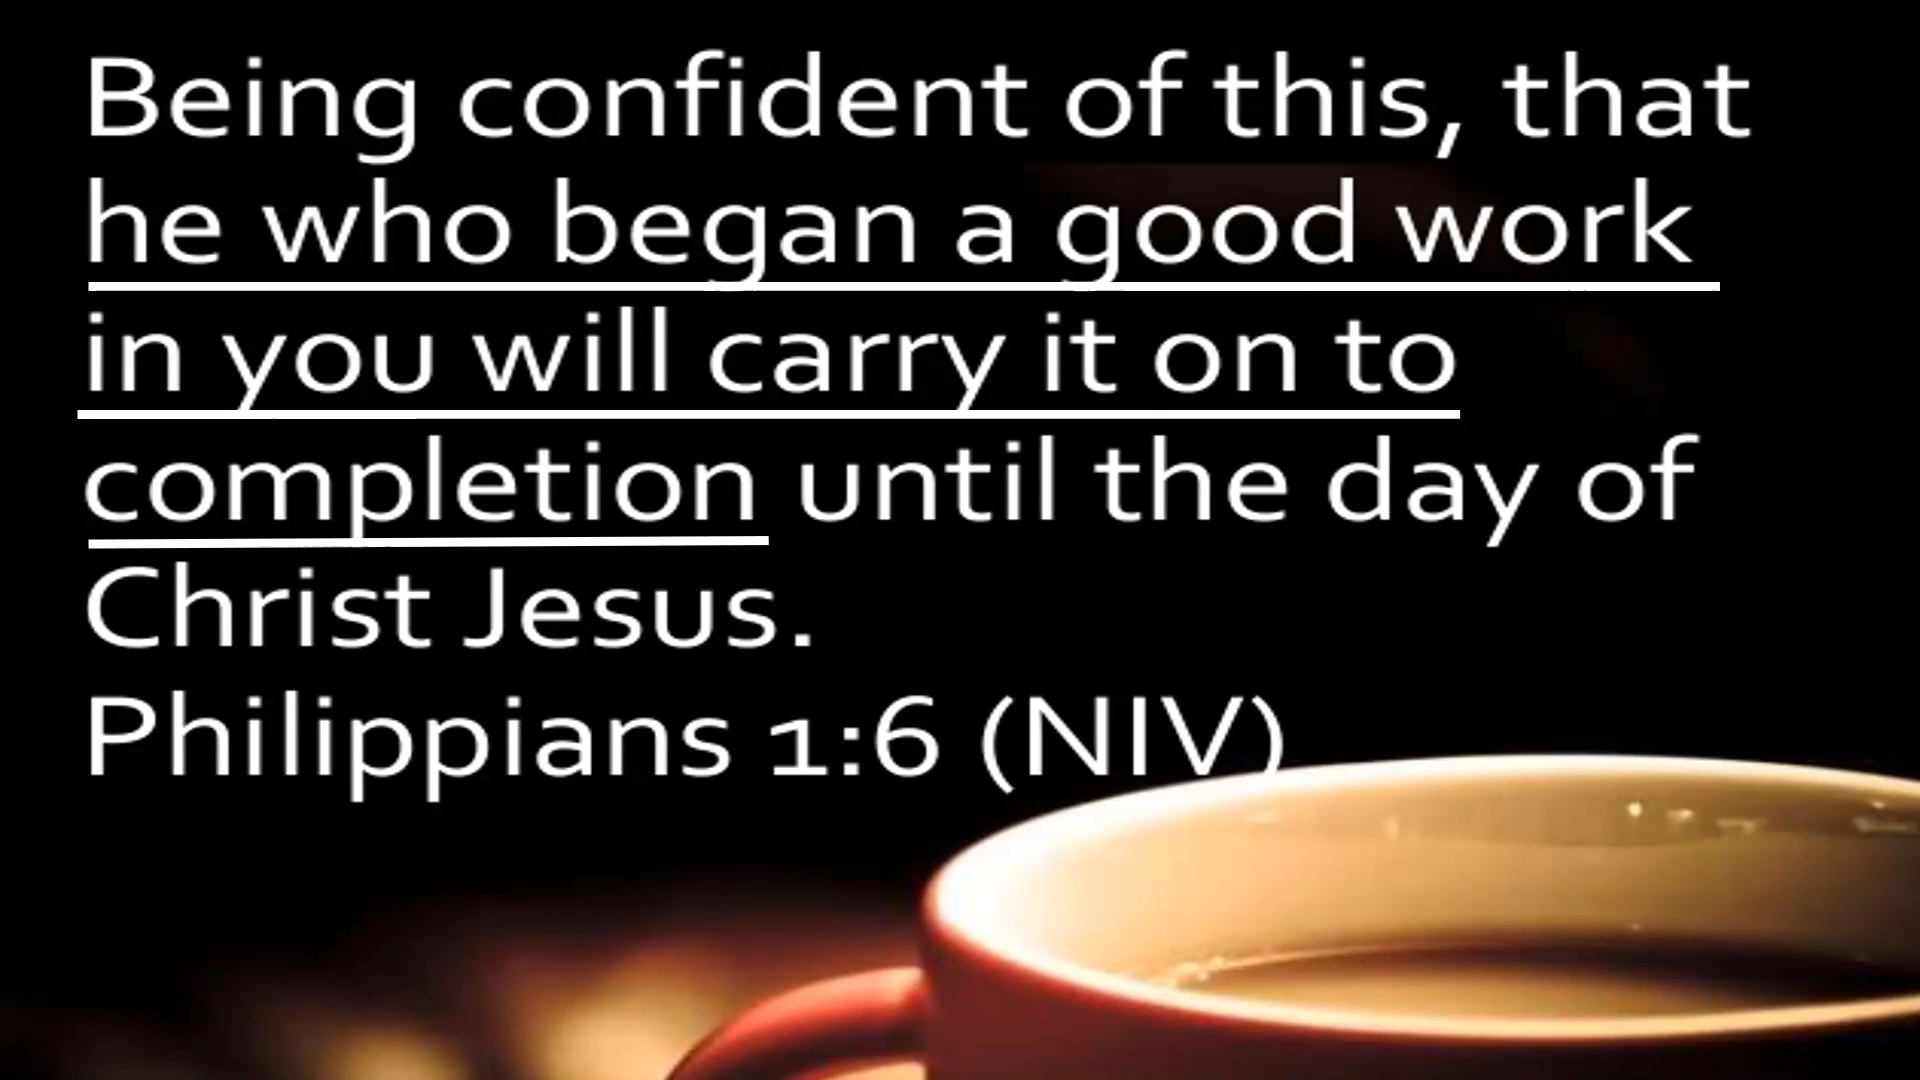 Being confident of this, that
he who began a good work
in you will carry it on to
completion until the day of
Christ Jesus.
Philippians 1:6 (NIV)